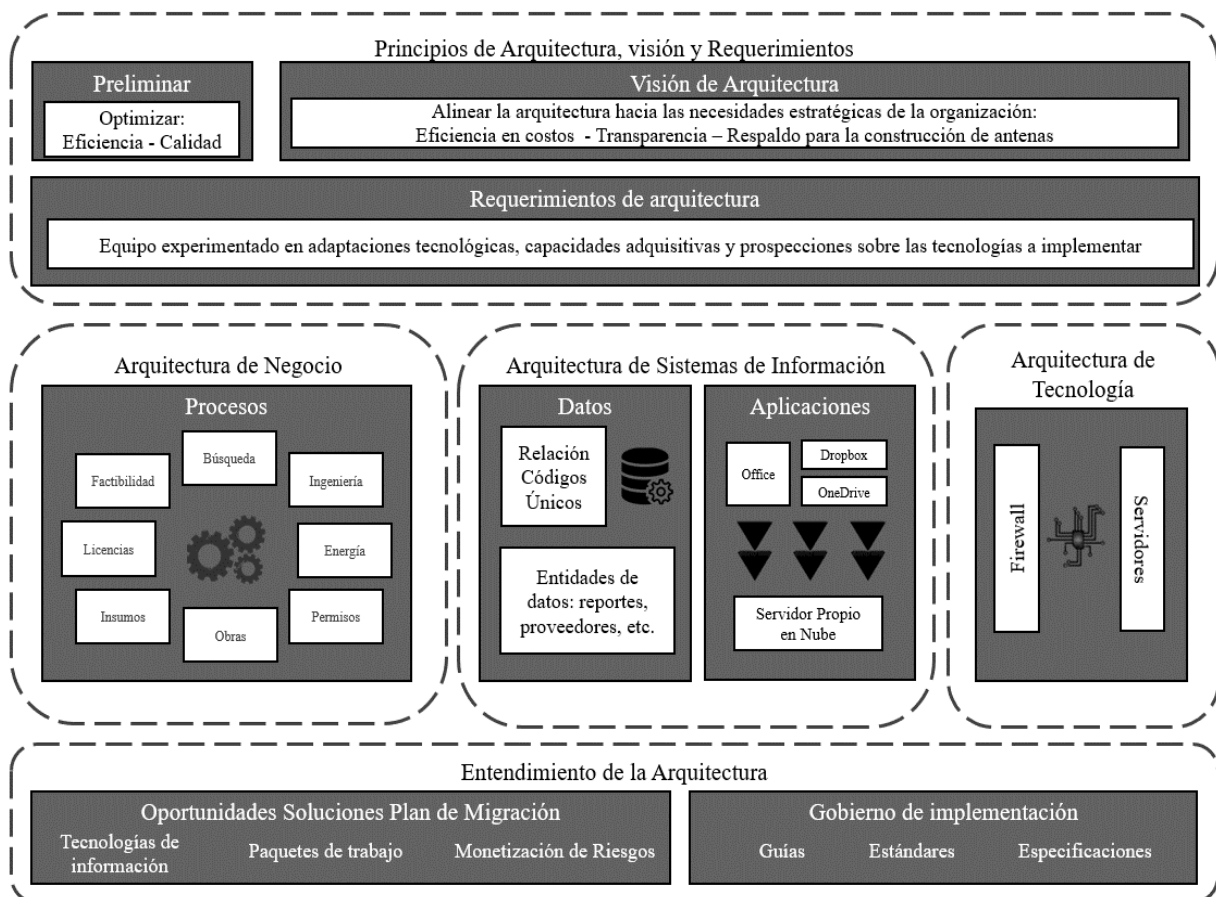 Principios de Arquitectura, visión y Requerimientos
Preliminar
Optimizar:
Eficiencia - Calidad
Visión de Arquitectura
Alinear la arquitectura hacia las necesidades estratégicas de la organización:
Eficiencia en costos - Transparencia – Respaldo para la construcción de antenas
Requerimientos de arquitectura
Equipo experimentado en adaptaciones tecnológicas, capacidades adquisitivas y prospecciones sobre las tecnologías a implementar
Arquitectura de Negocio
Procesos
Búsqueda
Factibilidad
Ingeniería
Licencias
Energía
Insumos
Permisos
Obras
Arquitectura de Sistemas de Información
Datos
Relación
Códigos
Únicos
Entidades de
datos: reportes,
proveedores, etc.
Aplicaciones
Office
Dropbox
OneDrive
Servidor Propio
en Nube
Arquitectura de
Tecnología
Firewall
Servidores
Entendimiento de la Arquitectura
Oportunidades Soluciones Plan de Migración
Tecnologías de
información
Paquetes de trabajo
Monetización de Riesgos
Gobierno de implementación
Guías
Estándares
Especificaciones